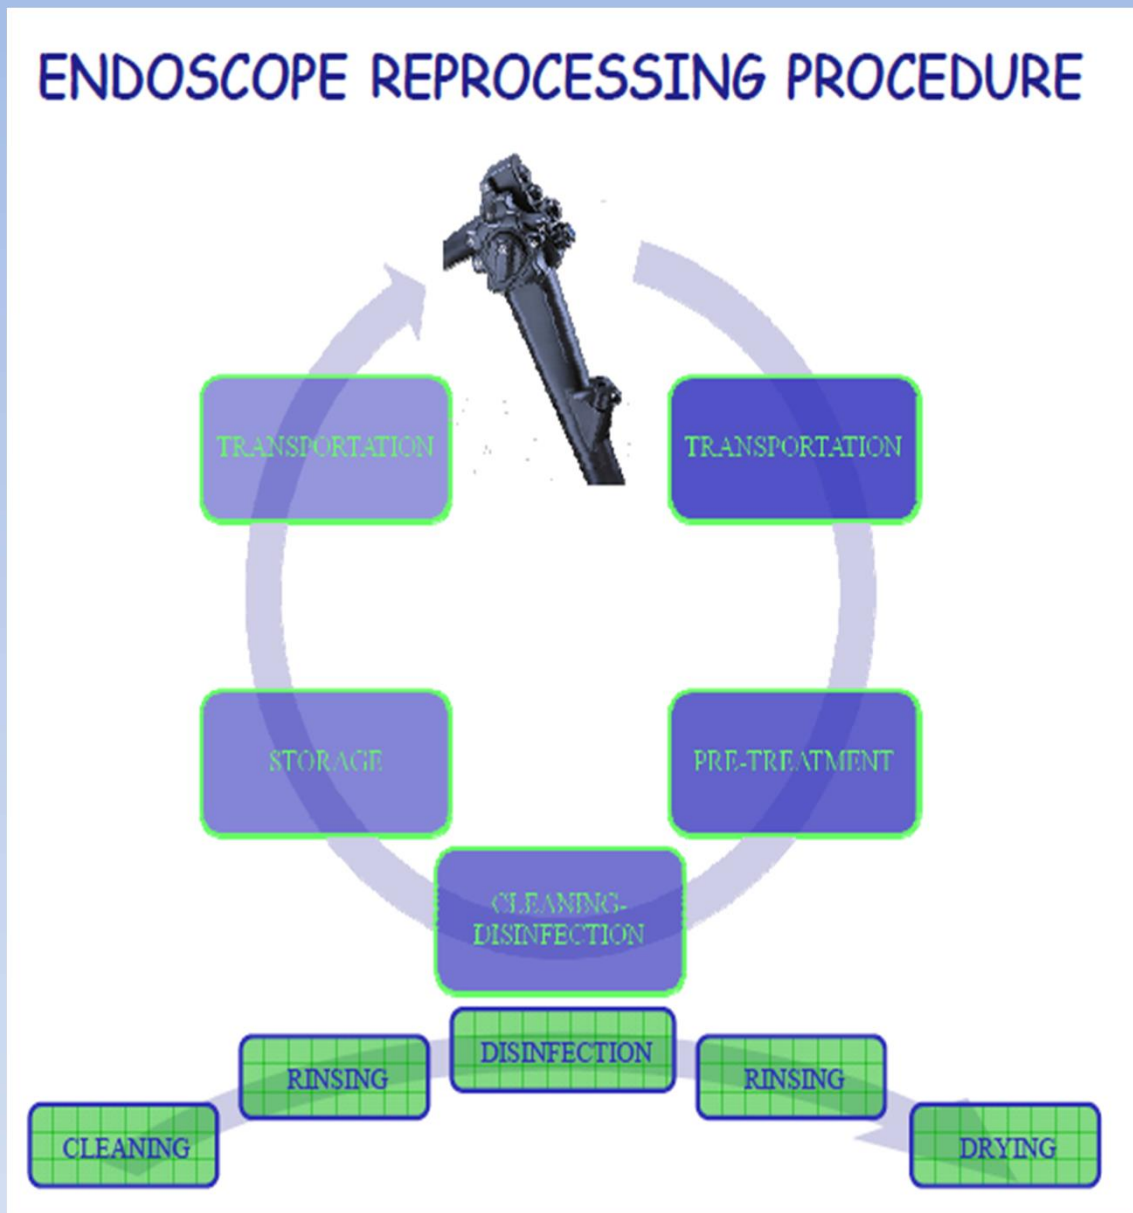 ENDOSCOPE REPROCESSING PROCEDURE
TRANSPORTATION
TRANSPORTATION
STORAGE
PRE-TREATMENT
CLEANING-
DISINFECTION
CLEANING
RINSING
DISINFECTION
RINSING
DRYING